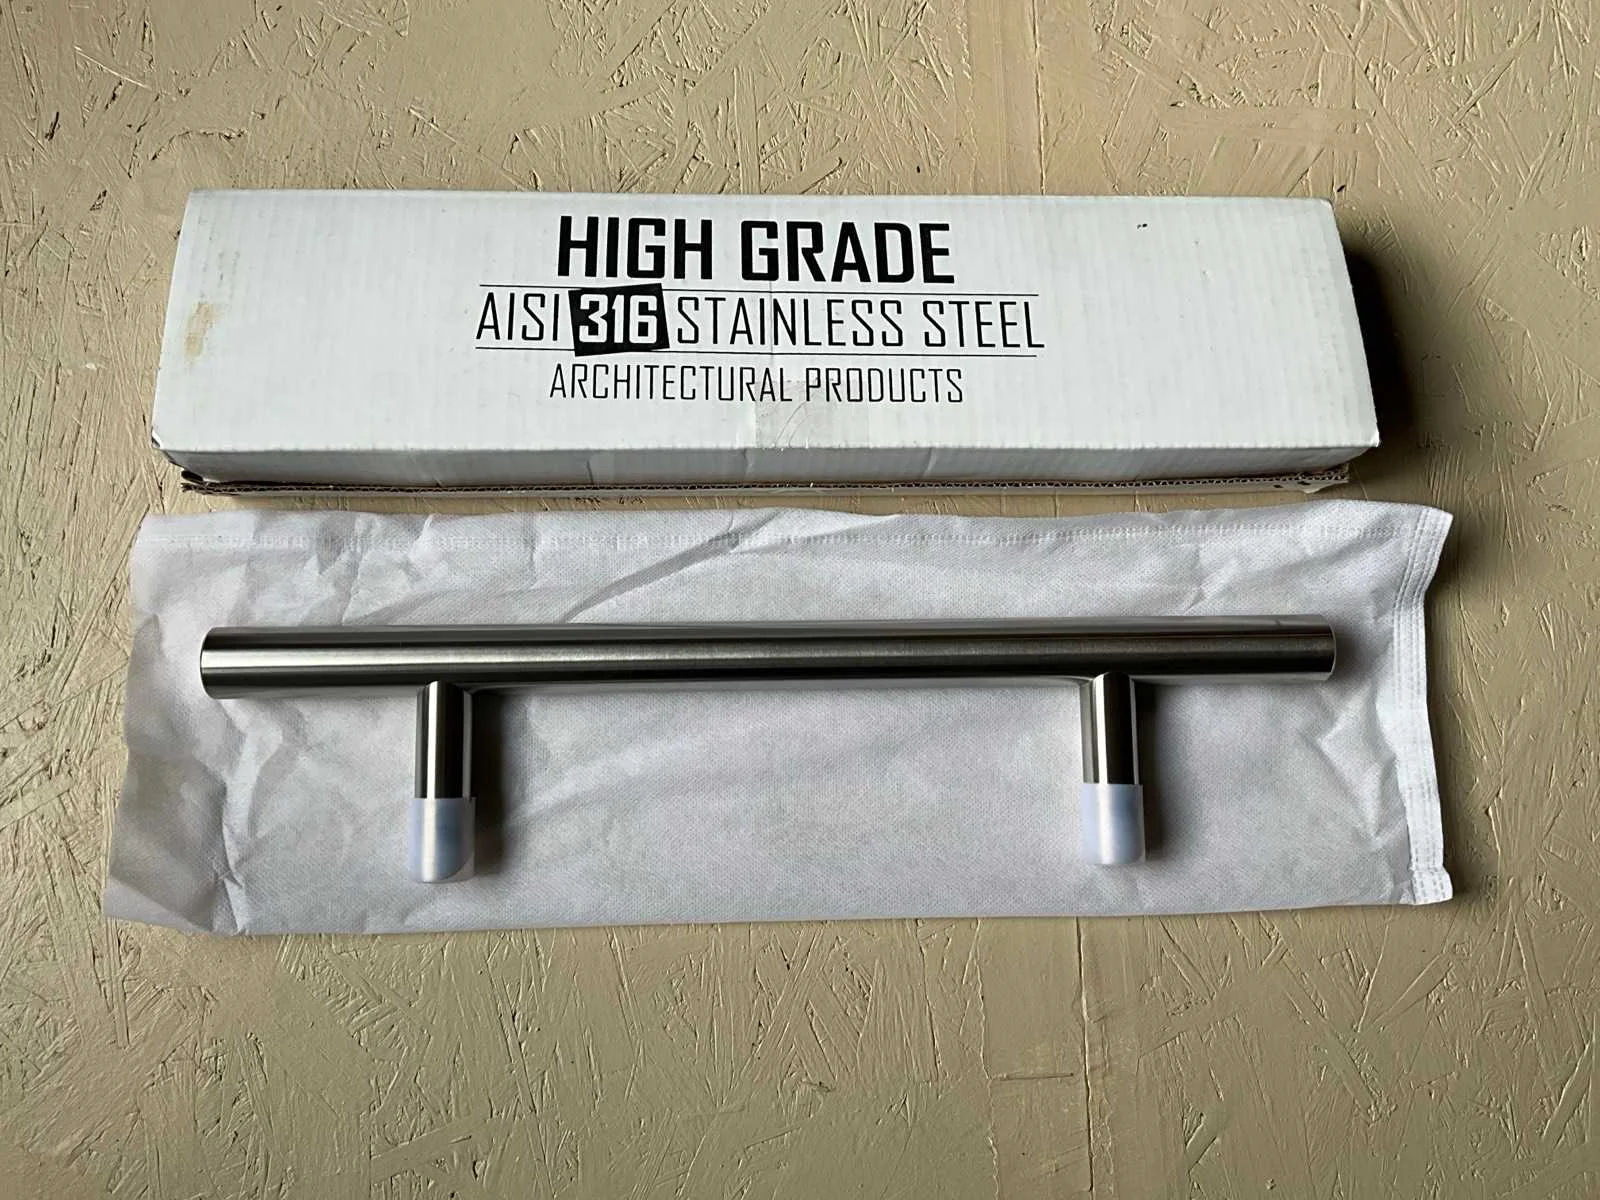 HIGH GRADE
AISI 316 STAINLESS STEEL
ARCHITECTURAL PRODUCTS